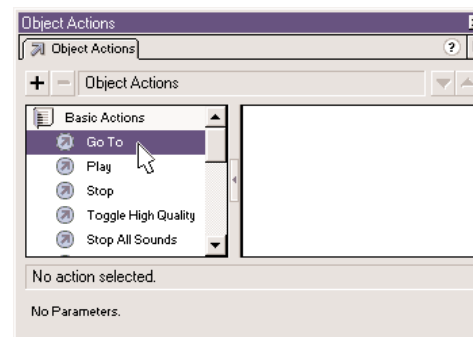 Object Actions
Object Actions
?
+ − Object Actions
Basic Actions
Go To
Play
Stop
Toggle High Quality
Stop All Sounds
No action selected.
No Parameters.